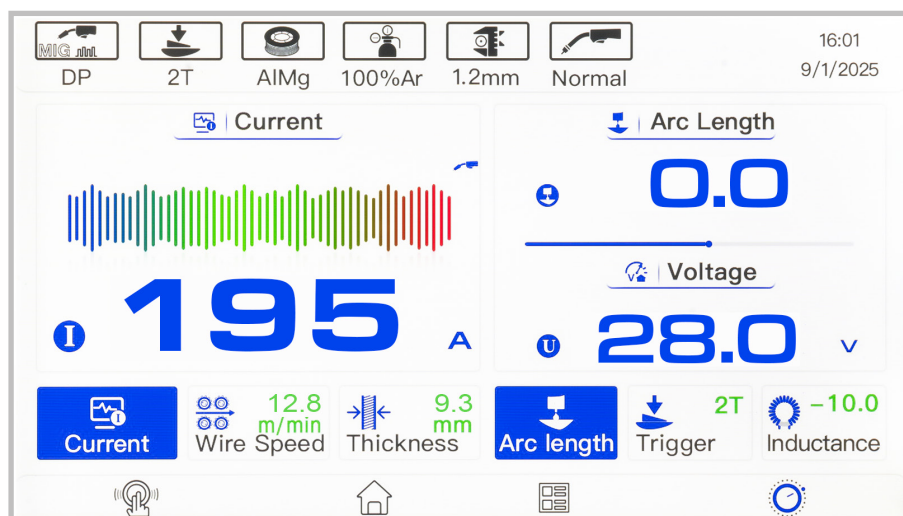 MIG
DP
2T
AlMg
100%Ar
1.2mm
Normal
16:01
9/1/2025
Current
Arc Length
0.0
Voltage
I
195
A
U
28.0
V
Current
12.8
m/min
Wire Speed
9.3
mm
Thickness
Arc length
2T
Trigger
-10.0
Inductance